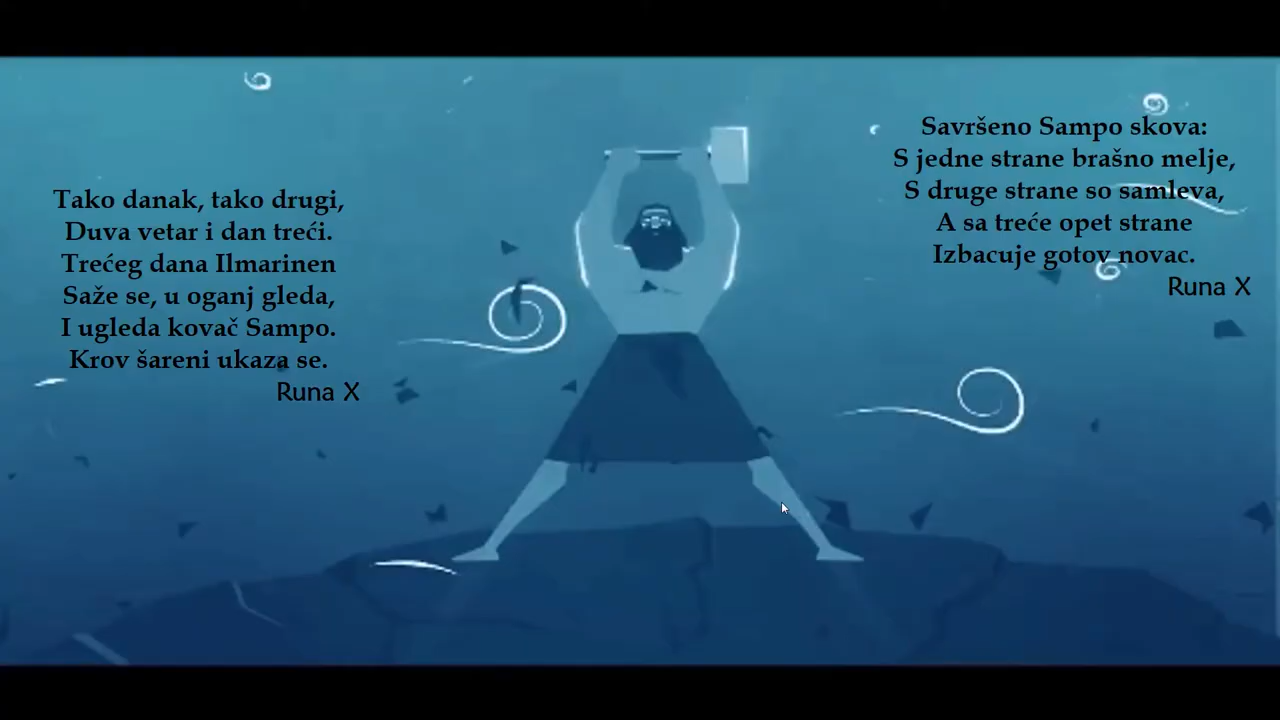 Tako danak, tako drugi,
Duva vetar i dan treći.
Trećeg dana Ilmarinen
Saže se, u oganj gleda,
I ugleda kovač Sampo.
Krov šareni ukaza se.
Runa X
Savršeno Sampo skova:
S jedne strane brašno melje,
S druge strane so samleva,
A sa treće opet strane
Izbacuje gotov novac.
Runa X